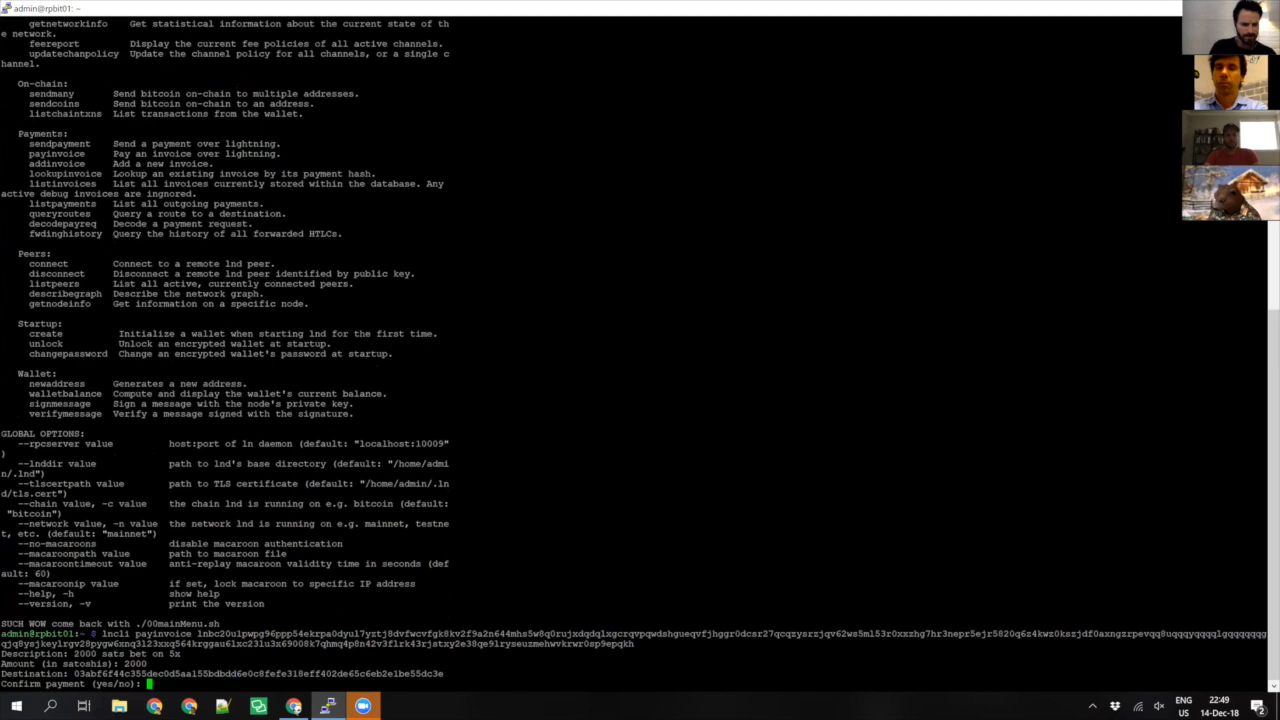 admin@rpbit01: ~
getnetworkinfo Get statistical information about the current state of th
e network.
feereport Display the current fee policies of all active channels.
updatechanpolicy Update the channel policy for all channels, or a single c
hannel.
On-chain:
sendmany Send bitcoin on-chain to multiple addresses.
sendcoins Send bitcoin on-chain to an address.
listchaintxns List transactions from the wallet.
Payments:
sendpayment Send a payment over lightning.
payinvoice Pay an invoice over lightning.
addinvoice Add a new invoice.
lookupinvoice Lookup an existing invoice by its payment hash.
listinvoices List all invoices currently stored within the database. Any
active debug invoices are ingnored.
listpayments List all outgoing payments.
queryroutes Query a route to a destination.
decodepayreq Decode a payment request.
fwdinghistory Query the history of all forwarded HTLCs.
Peers:
connect Connect to a remote lnd peer.
disconnect Disconnect a remote lnd peer identified by public key.
listpeers List all active, currently connected peers.
describegraph Describe the network graph.
getnodeinfo Get information on a specific node.
Startup:
create Initialize a wallet when starting lnd for the first time.
unlock Unlock an encrypted wallet at startup.
changepassword Change an encrypted wallet's password at startup.
Wallet:
newaddress Generates a new address.
walletbalance Compute and display the wallet's current balance.
signmessage Sign a message with the node's private key.
verifymessage Verify a message signed with the signature.
GLOBAL OPTIONS:
--rpcserver value host:port of ln daemon (default: "localhost:10009"
)
--lnddir value path to lnd's base directory (default: "/home/admi
n/.lnd")
--tlscertpath value path to TLS certificate (default: "/home/admin/.ln
d/tls.cert")
--chain value, -c value the chain lnd is running on e.g. bitcoin (default:
"bitcoin")
--network value, -n value the network lnd is running on e.g. mainnet, testne
t, etc. (default: "mainnet")
--no-macaroons disable macaroon authentication
--macaroonpath value path to macaroon file
--macaroontimeout value anti-replay macaroon validity time in seconds (def
ault: 60)
--macaroonip value if set, lock macaroon to specific IP address
--help, -h show help
--version, -v print the version
SUCH WOW come back with ./00mainMenu.sh
admin@rpbit01:~ $ lncli payinvoice
Description: 2000 sats bet on 5x
Amount (in satoshis): 2000
Destination:
Confirm payment (yes/no):
ENG
US
22:49
14-Dec-18
2